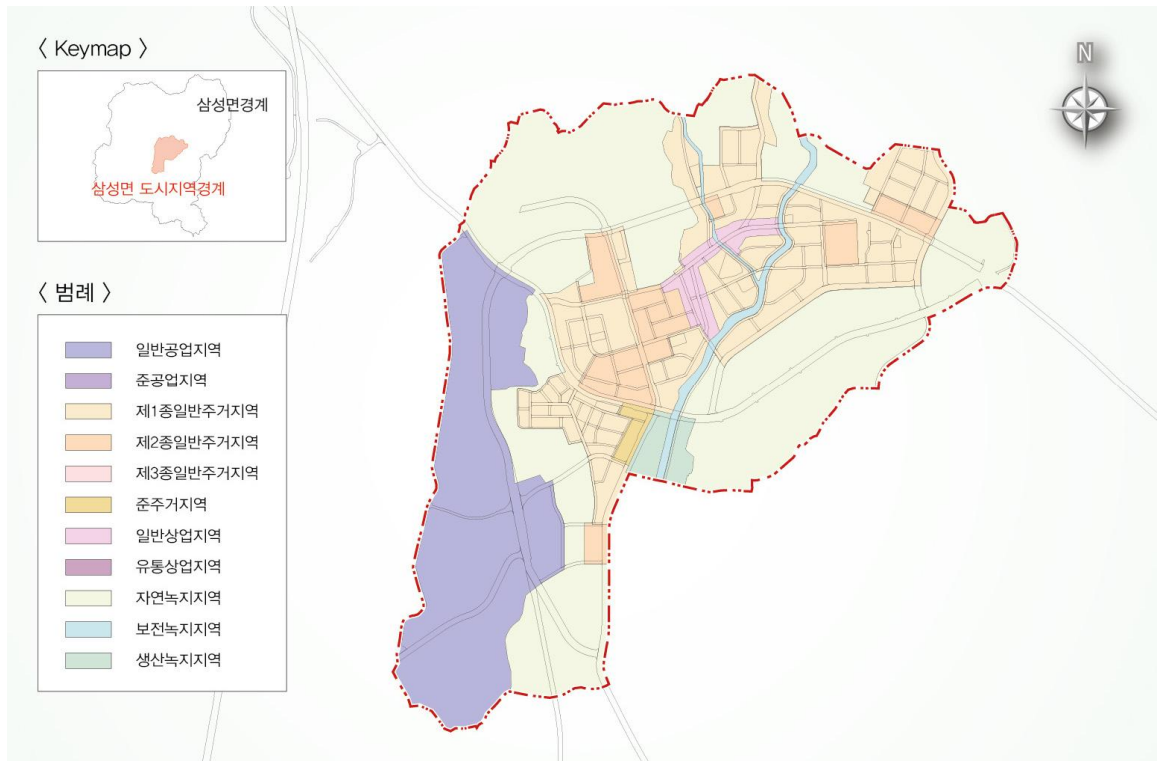 〈 Keymap 〉
삼성면경계
삼성면 도시지역경계
N
〈 범례 〉
일반공업지역
준공업지역
제1종일반주거지역
제2종일반주거지역
제3종일반주거지역
준주거지역
일반상업지역
유통상업지역
자연녹지지역
보전녹지지역
생산녹지지역